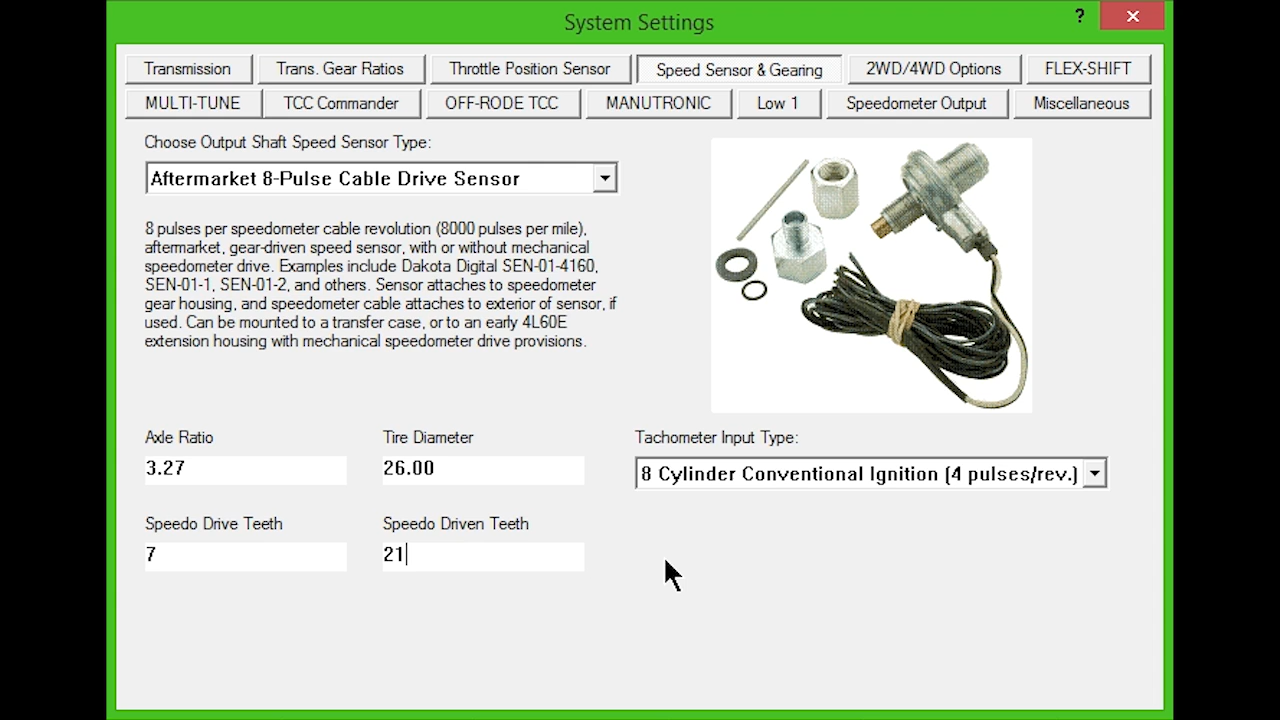 System Settings
?
Transmission
Trans. Gear Ratios
Throttle Position Sensor
Speed Sensor & Gearing
2WD/4WD Options
FLEX-SHIFT
MULTI-TUNE
TCC Commander
OFF-RODE TCC
MANUTRONIC
Low 1
Speedometer Output
Miscellaneous
Choose Output Shaft Speed Sensor Type:
Aftermarket 8-Pulse Cable Drive Sensor
8 pulses per speedometer cable revolution (8000 pulses per mile),
aftermarket, gear-driven speed sensor, with or without mechanical
speedometer drive. Examples include Dakota Digital SEN-01-4160,
SEN-01-1, SEN-01-2, and others. Sensor attaches to speedometer
gear housing, and speedometer cable attaches to exterior of sensor, if
used. Can be mounted to a transfer case, or to an early 4L60E
extension housing with mechanical speedometer drive provisions.
Axle Ratio
Tire Diameter
Tachometer Input Type:
3.27
26.00
8 Cylinder Conventional Ignition (4 pulses/rev.)
Speedo Drive Teeth
Speedo Driven Teeth
7
21